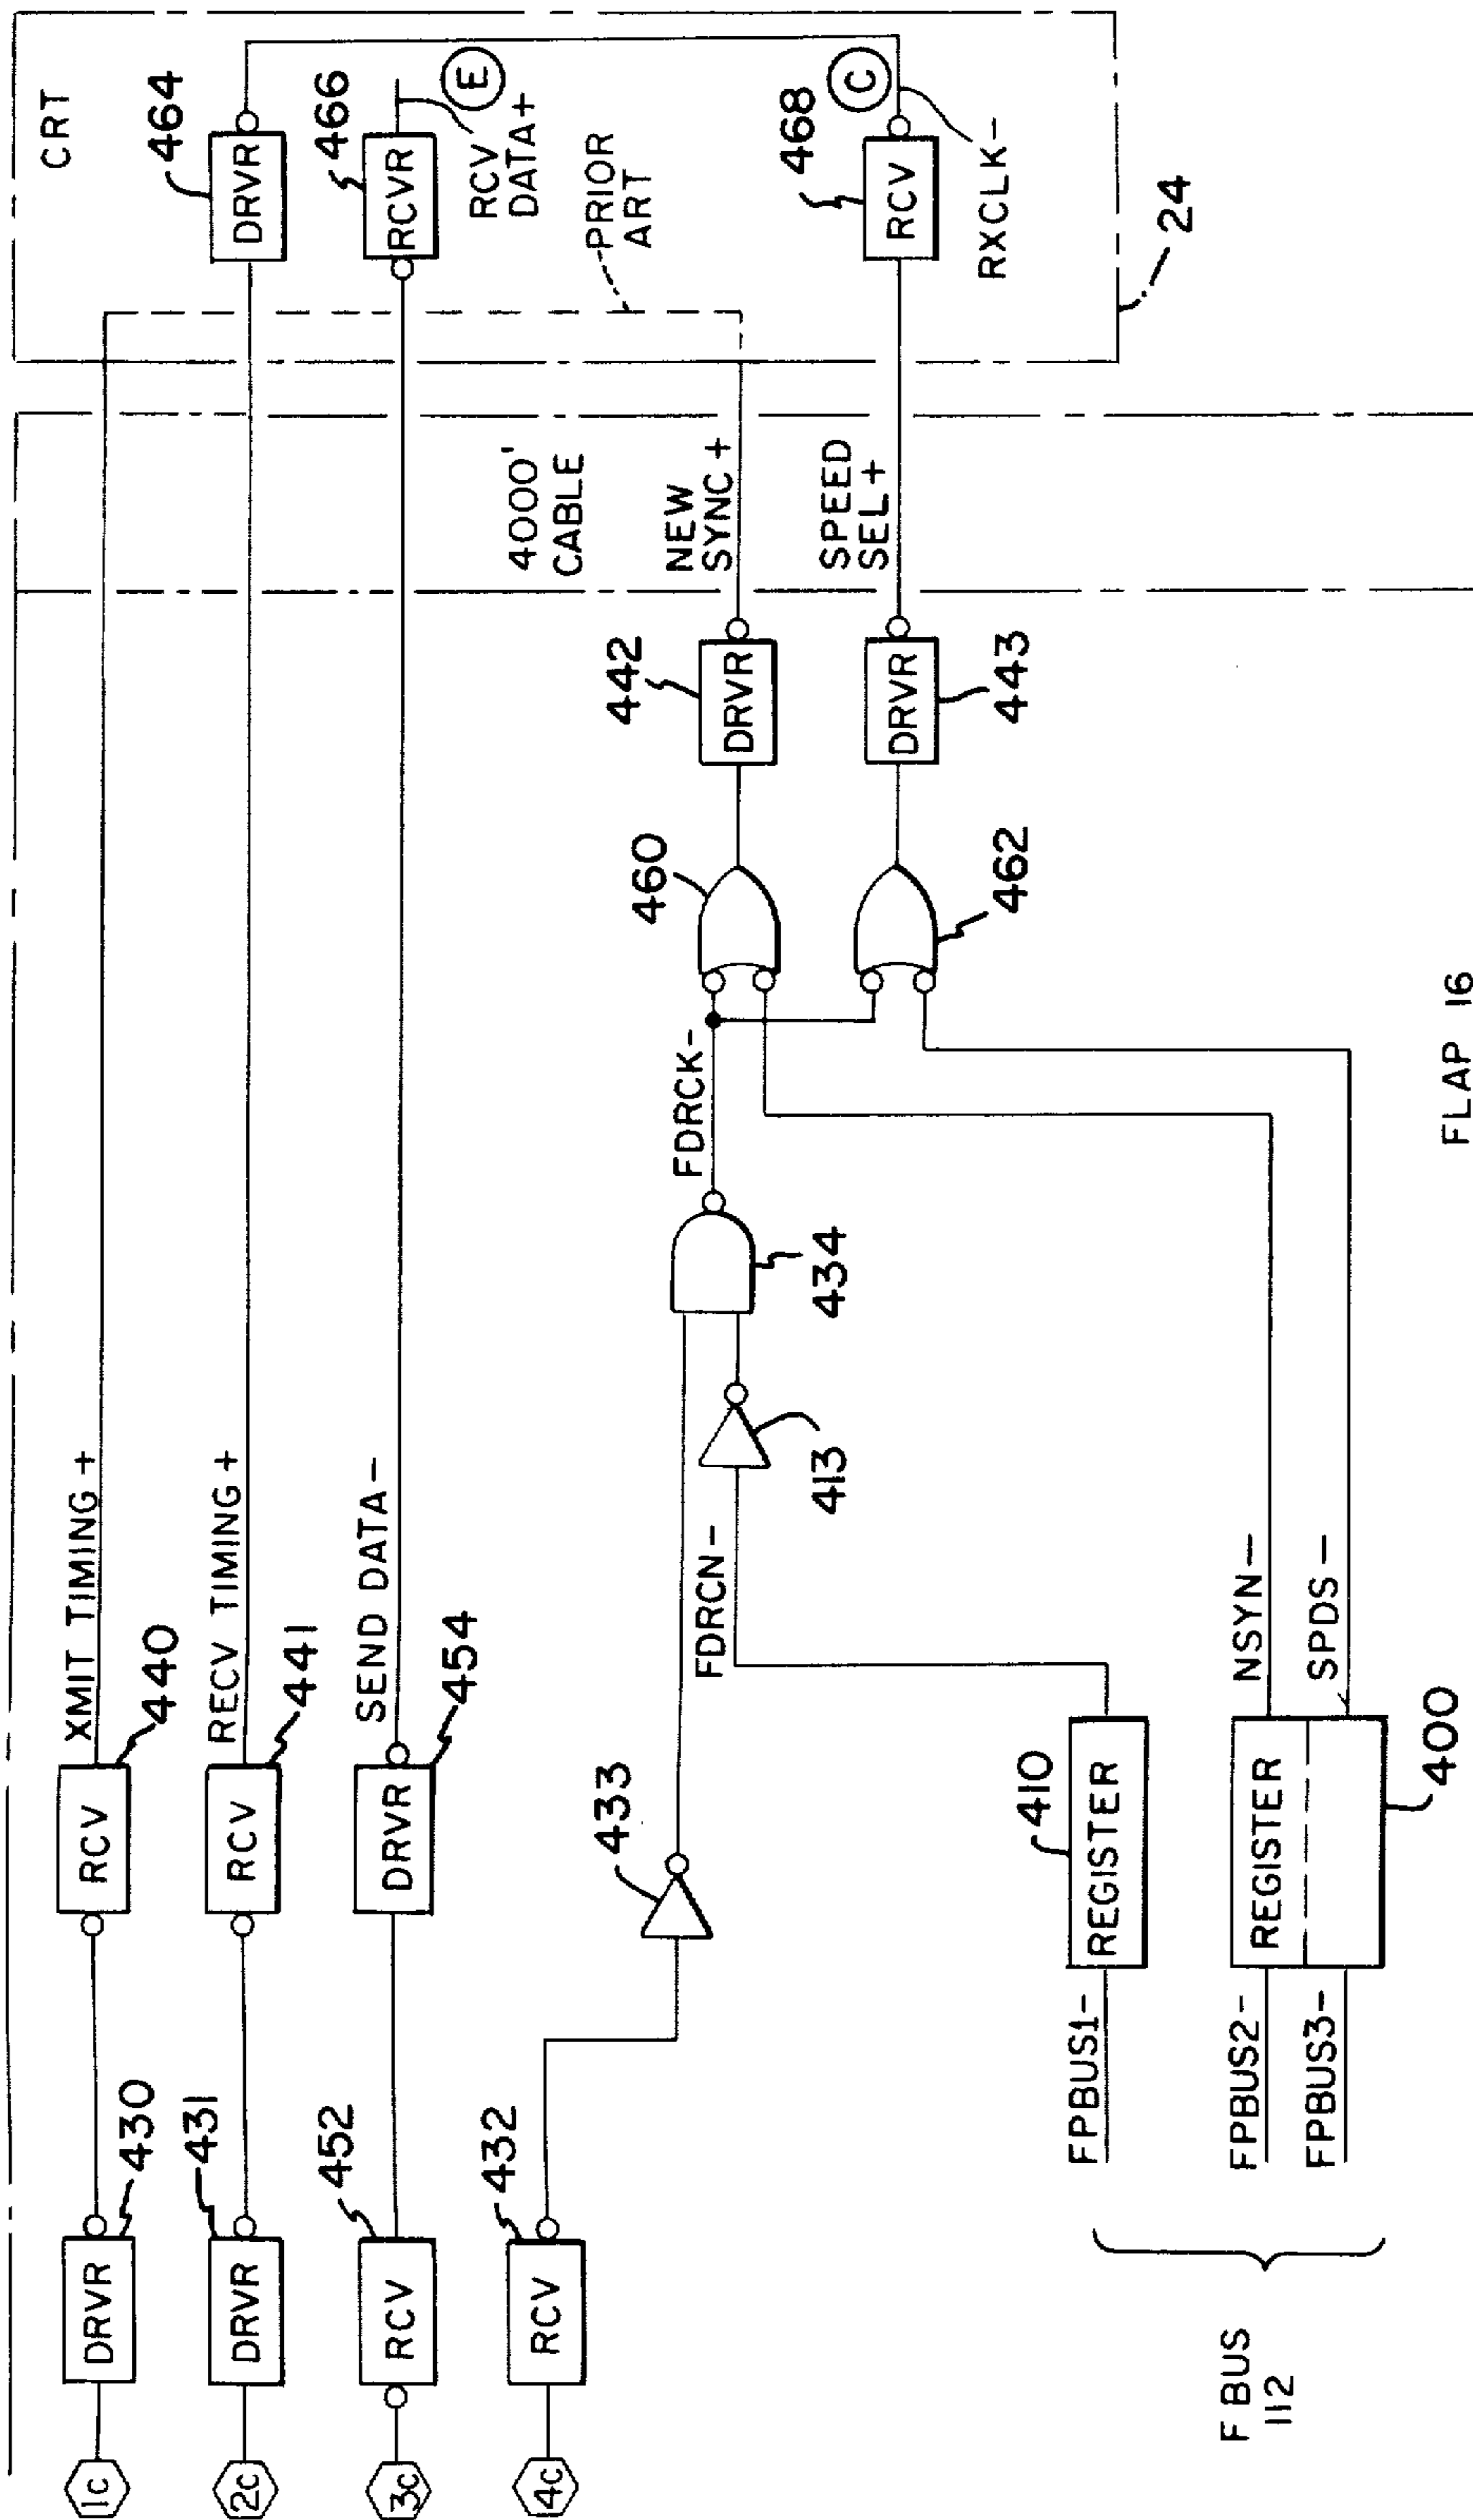 1C
DRVR
430
RCV
440
XMIT TIMING +
2C
DRVR
431
RCV
441
RECV TIMING +
3C
RCV
452
DRVR
454
SEND DATA -
4C
RCV
432
433
FDRCN-
413
434
FDRCK-
460
462
DRVR
442
DRVR
443
4000'
CABLE
NEW
SYNC +
SPEED
SEL +
CRT
DRVR
464
RCVR
466
RCV
DATA+
E
PRIOR
ART
RCV
468
C
RXCLK-
24
F BUS
112
FPBUS1-
REGISTER
410
FPBUS2-
FPBUS3-
REGISTER
400
NSYN-
SPDS-
FLAP 16